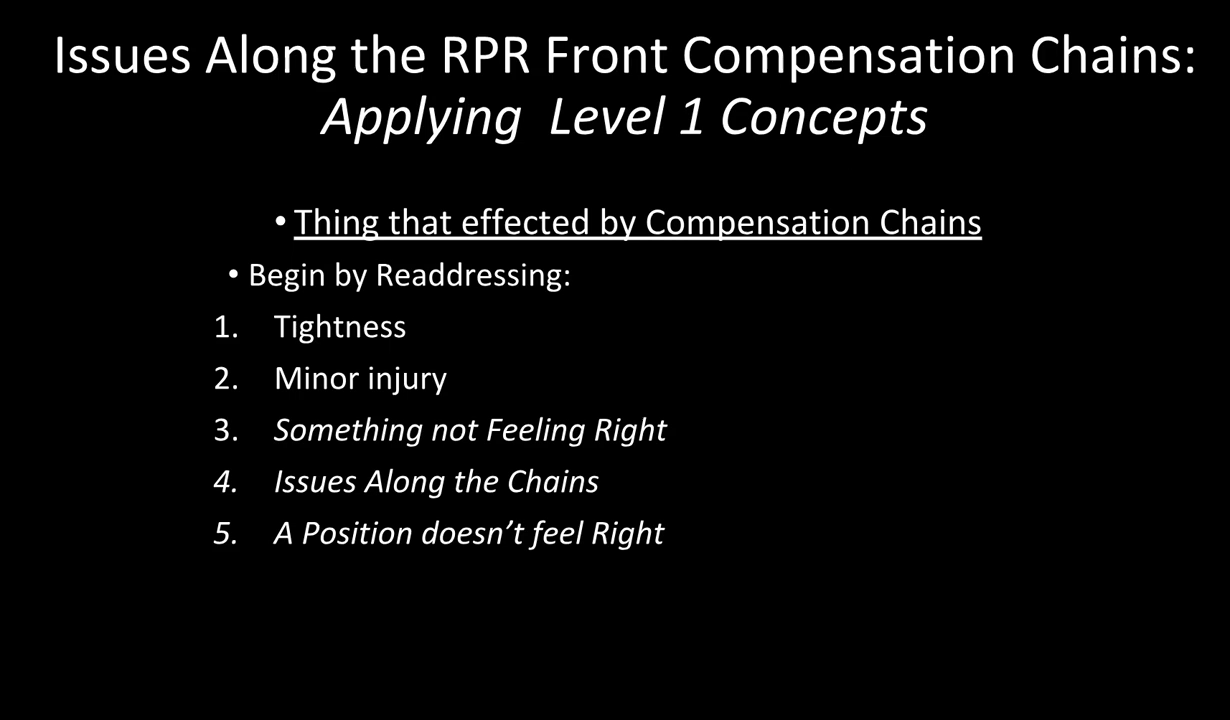 Issues Along the RPR Front Compensation Chains:
Applying  Level 1 Concepts
• Thing that effected by Compensation Chains
• Begin by Readdressing:
1. Tightness
2. Minor injury
3. Something not Feeling Right
4. Issues Along the Chains
5. A Position doesn’t feel Right